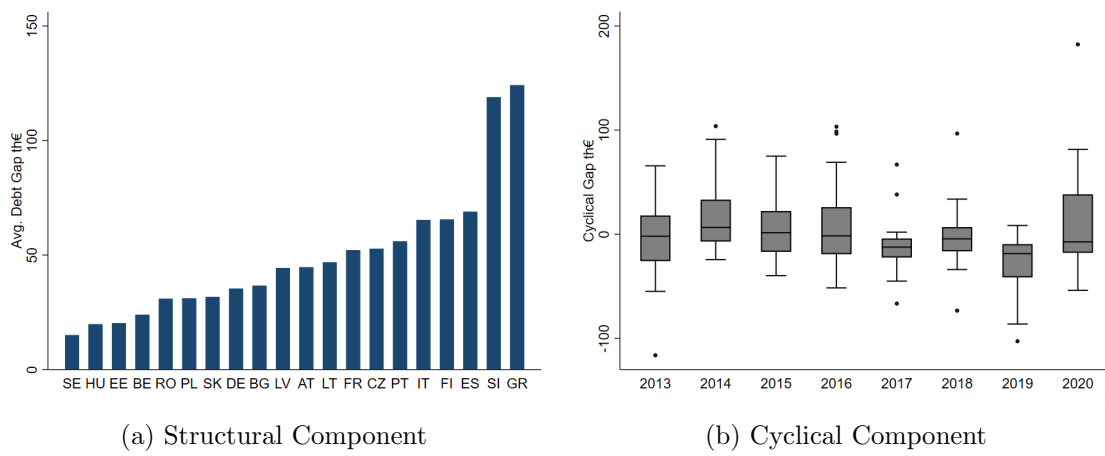 150
100
50
0
Avg. Debt Gap th€
SE HU EE BE RO PL SK DE BG LV AT LT FR CZ PT IT FI ES SI GR
(a) Structural Component
200
100
0
-100
Cyclical Gap th€
2013 2014 2015 2016 2017 2018 2019 2020
(b) Cyclical Component